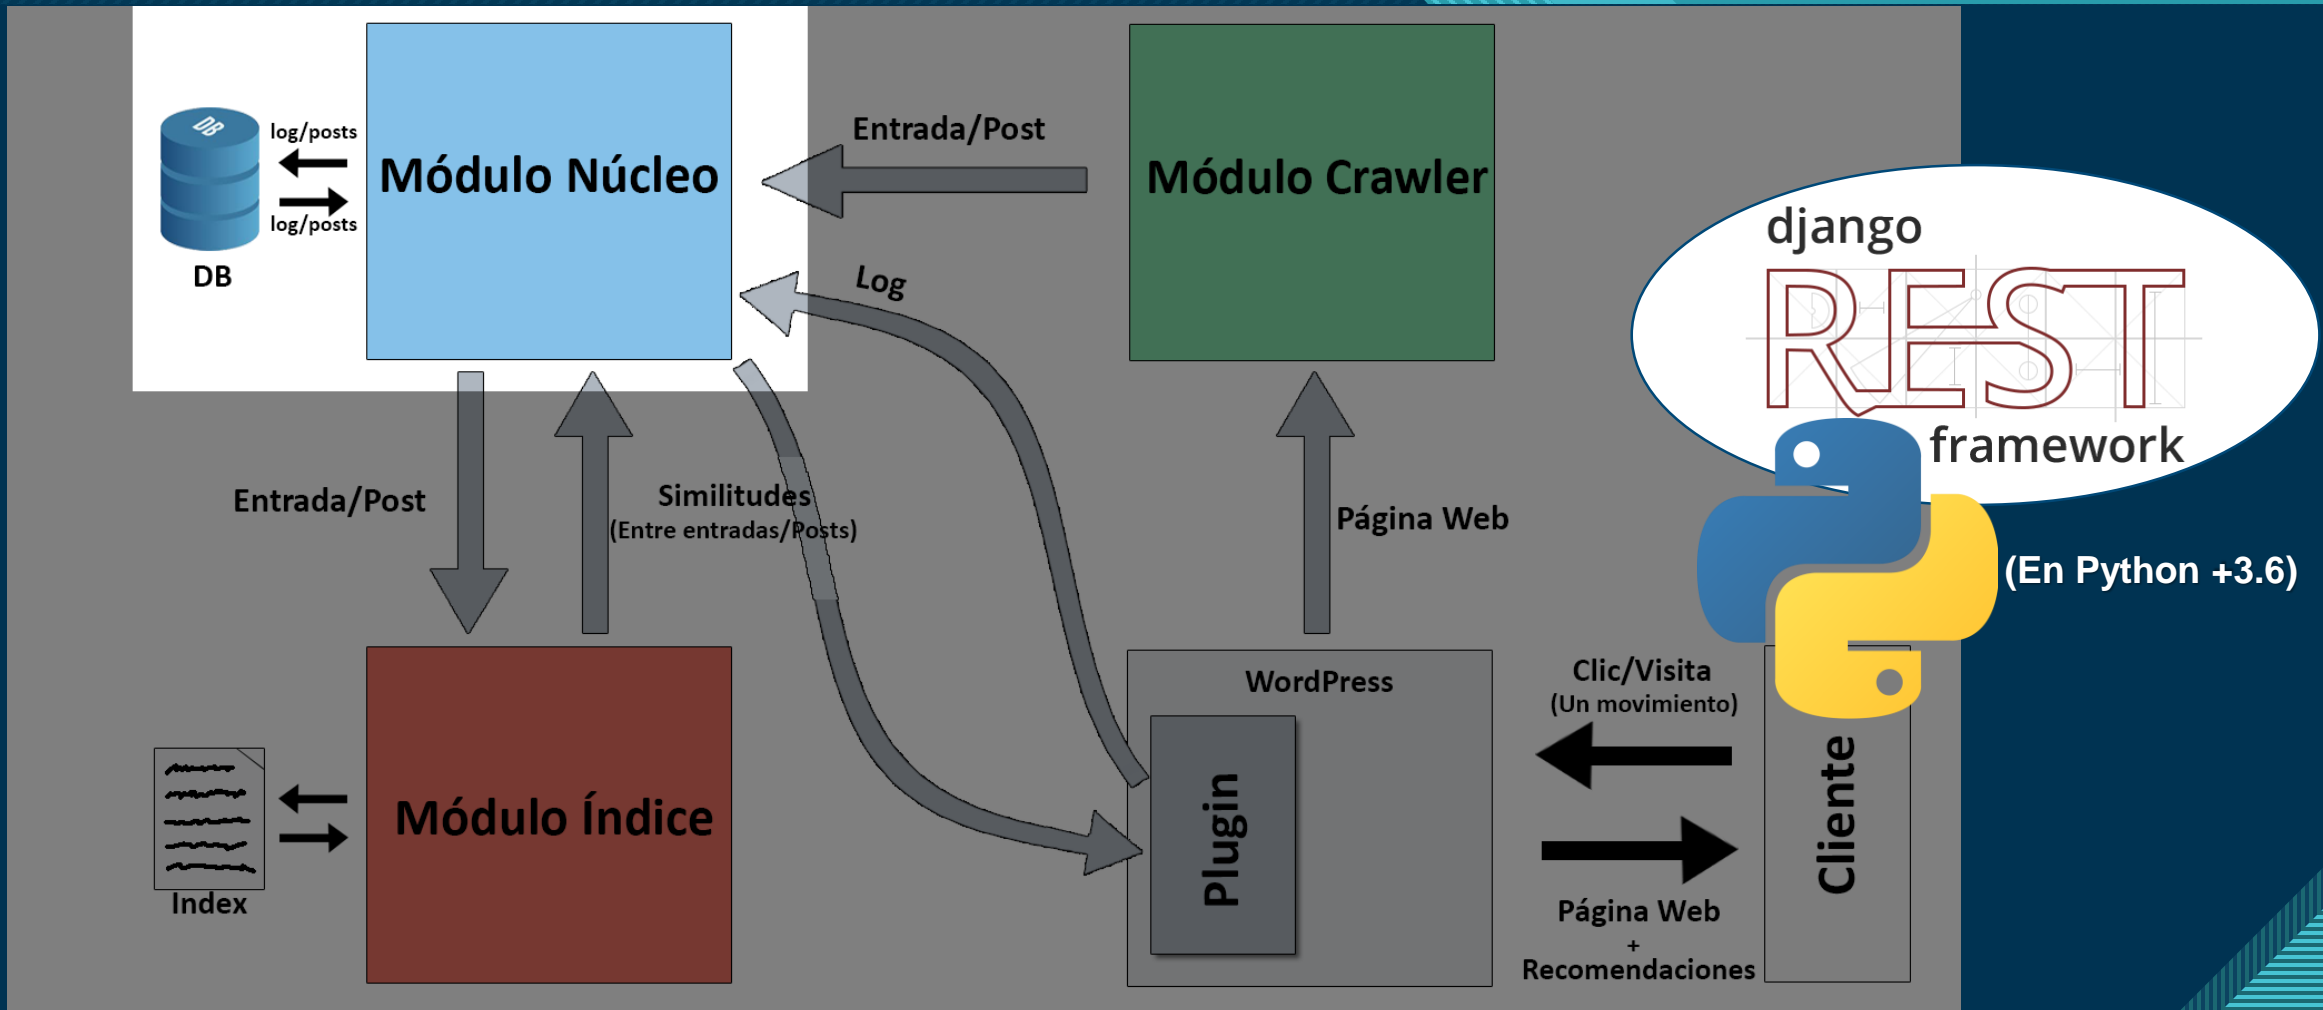 DB
log/posts
log/posts
DB
Módulo Núcleo
Entrada/Post
Módulo Crawler
Log
django
REST
framework
(En Python +3.6)
Entrada/Post
Similitudes
(Entre entradas/Posts)
Página Web
Módulo Índice
Index
WordPress
Plugin
Clic/Visita
(Un movimiento)
Cliente
Página Web
+
Recomendaciones